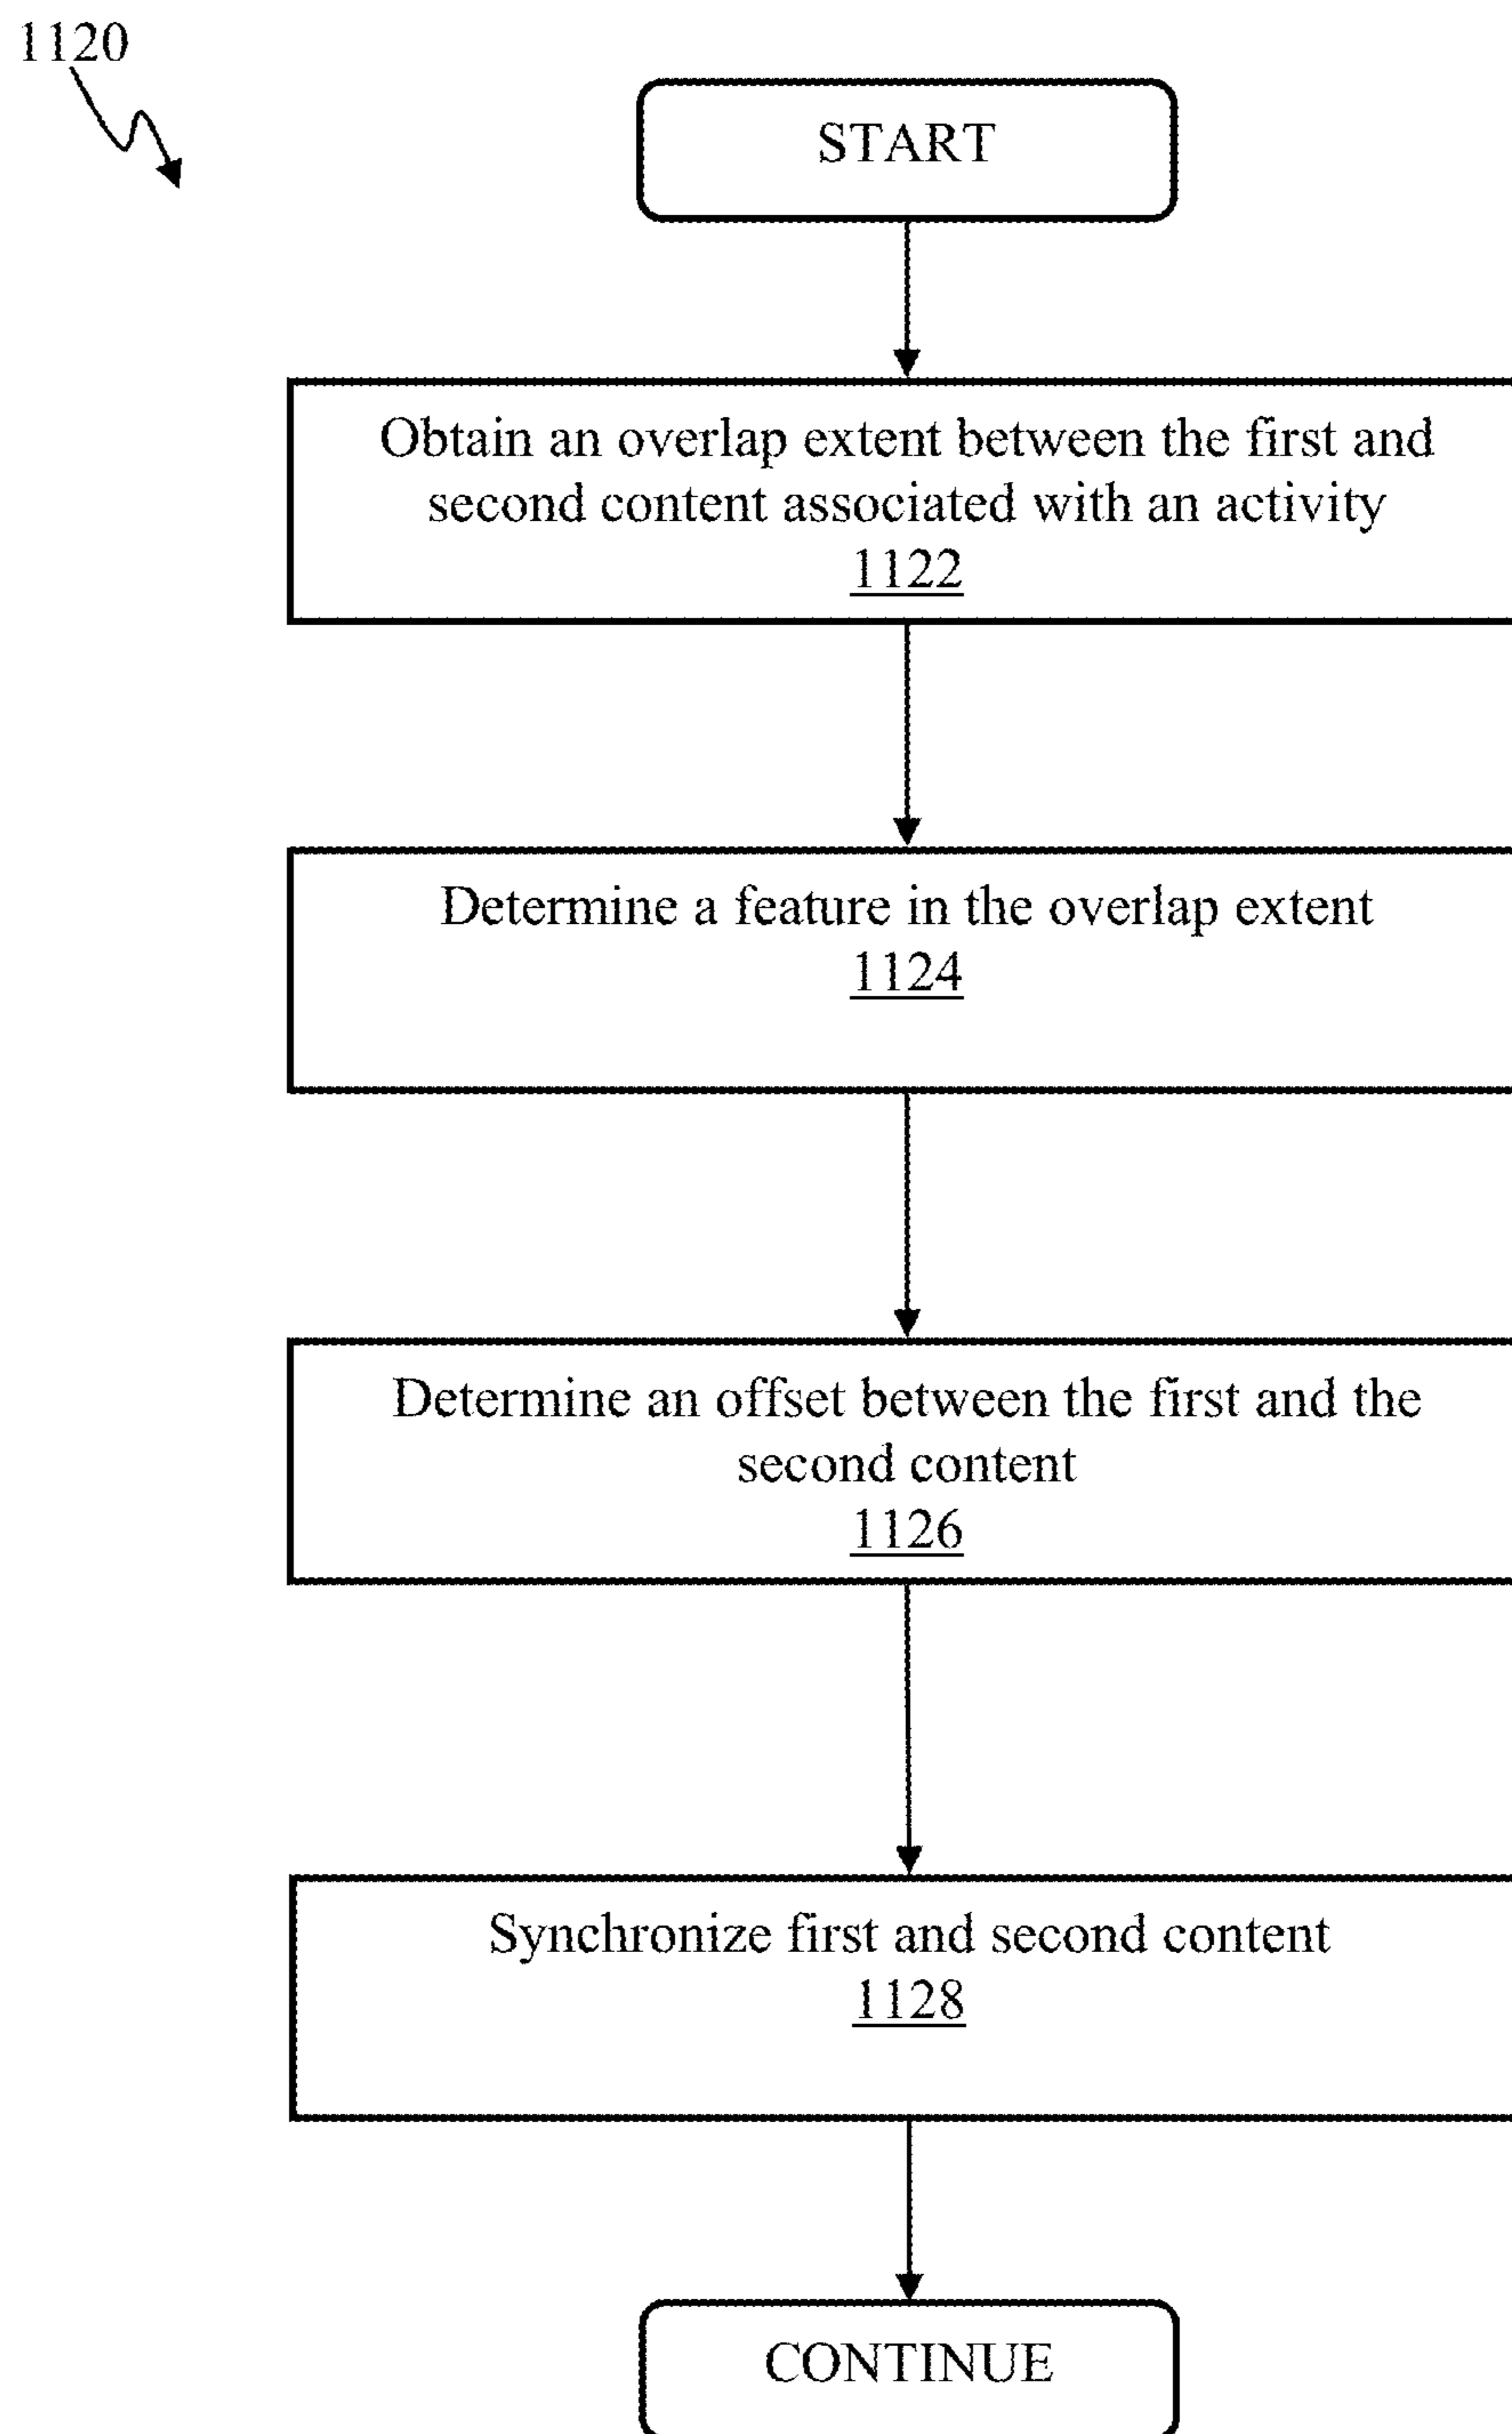 1120
START
Obtain an overlap extent between the first and
second content associated with an activity
1122
Determine a feature in the overlap extent
1124
Determine an offset between the first and the
second content
1126
Synchronize first and second content
1128
CONTINUE